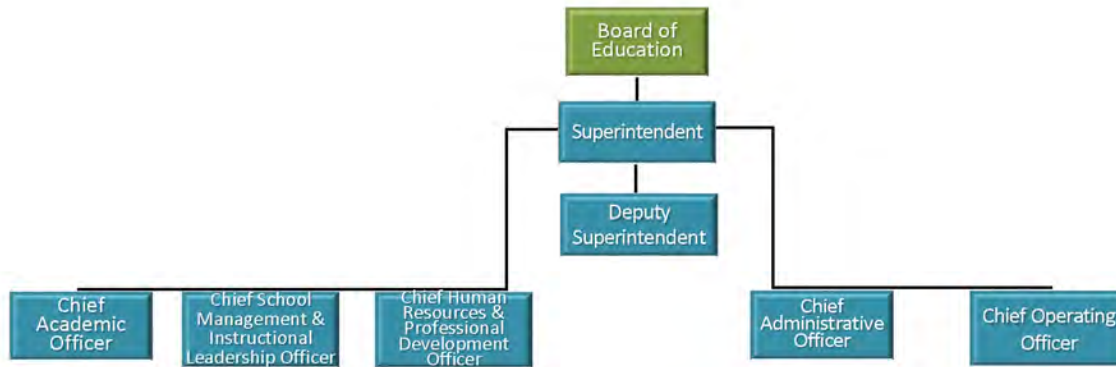 Board of
Education
Superintendent
Deputy
Superintendent
Chief
Academic
Officer
Chief School
Management &
Instructional
Leadership Officer
Chief Human
Resources &
Professional
Development
Officer
Chief
Administrative
Officer
Chief Operating
Officer